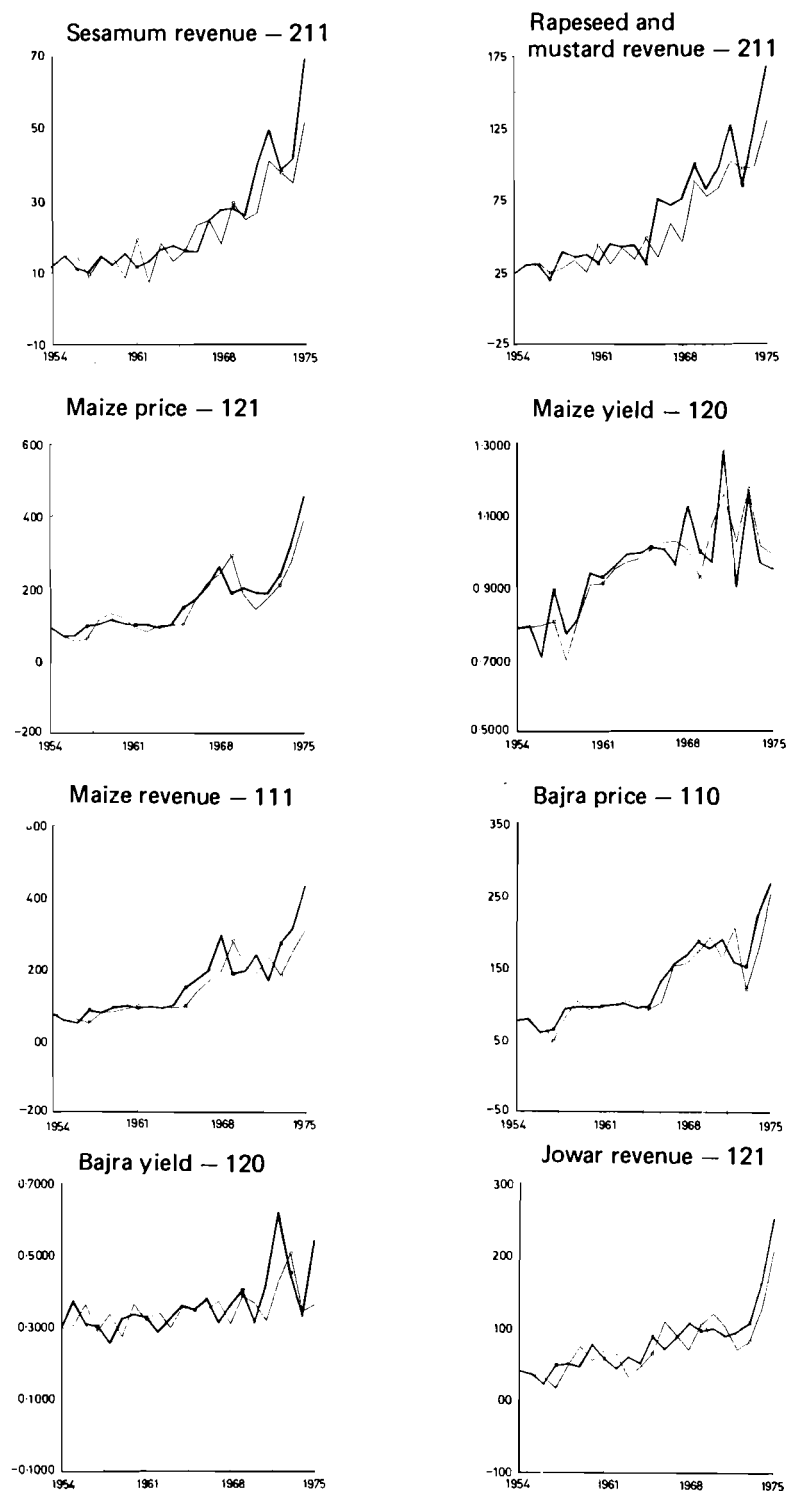 Sesamum revenue — 211
70
50
30
10
-10
1954 1961 1968 1975
Rapeseed and
mustard revenue — 211
175
125
75
25
-25
1954 1961 1968 1975
Maize price — 121
600
400
200
0
-200
1954 1961 1968 1975
Maize yield — 120
1·3000
1·1000
0·9000
0·7000
0·5000
1954 1961 1968 1975
Maize revenue — 111
400
200
00
-200
1954 1961 1968 1975
Bajra price — 110
350
250
150
50
-50
1954 1961 1968 1975
Bajra yield — 120
0·7000
0·5000
0·3000
0·1000
-0·1000
1954 1961 1968 1975
Jowar revenue — 121
300
200
100
00
-100
1954 1961 1968 1975